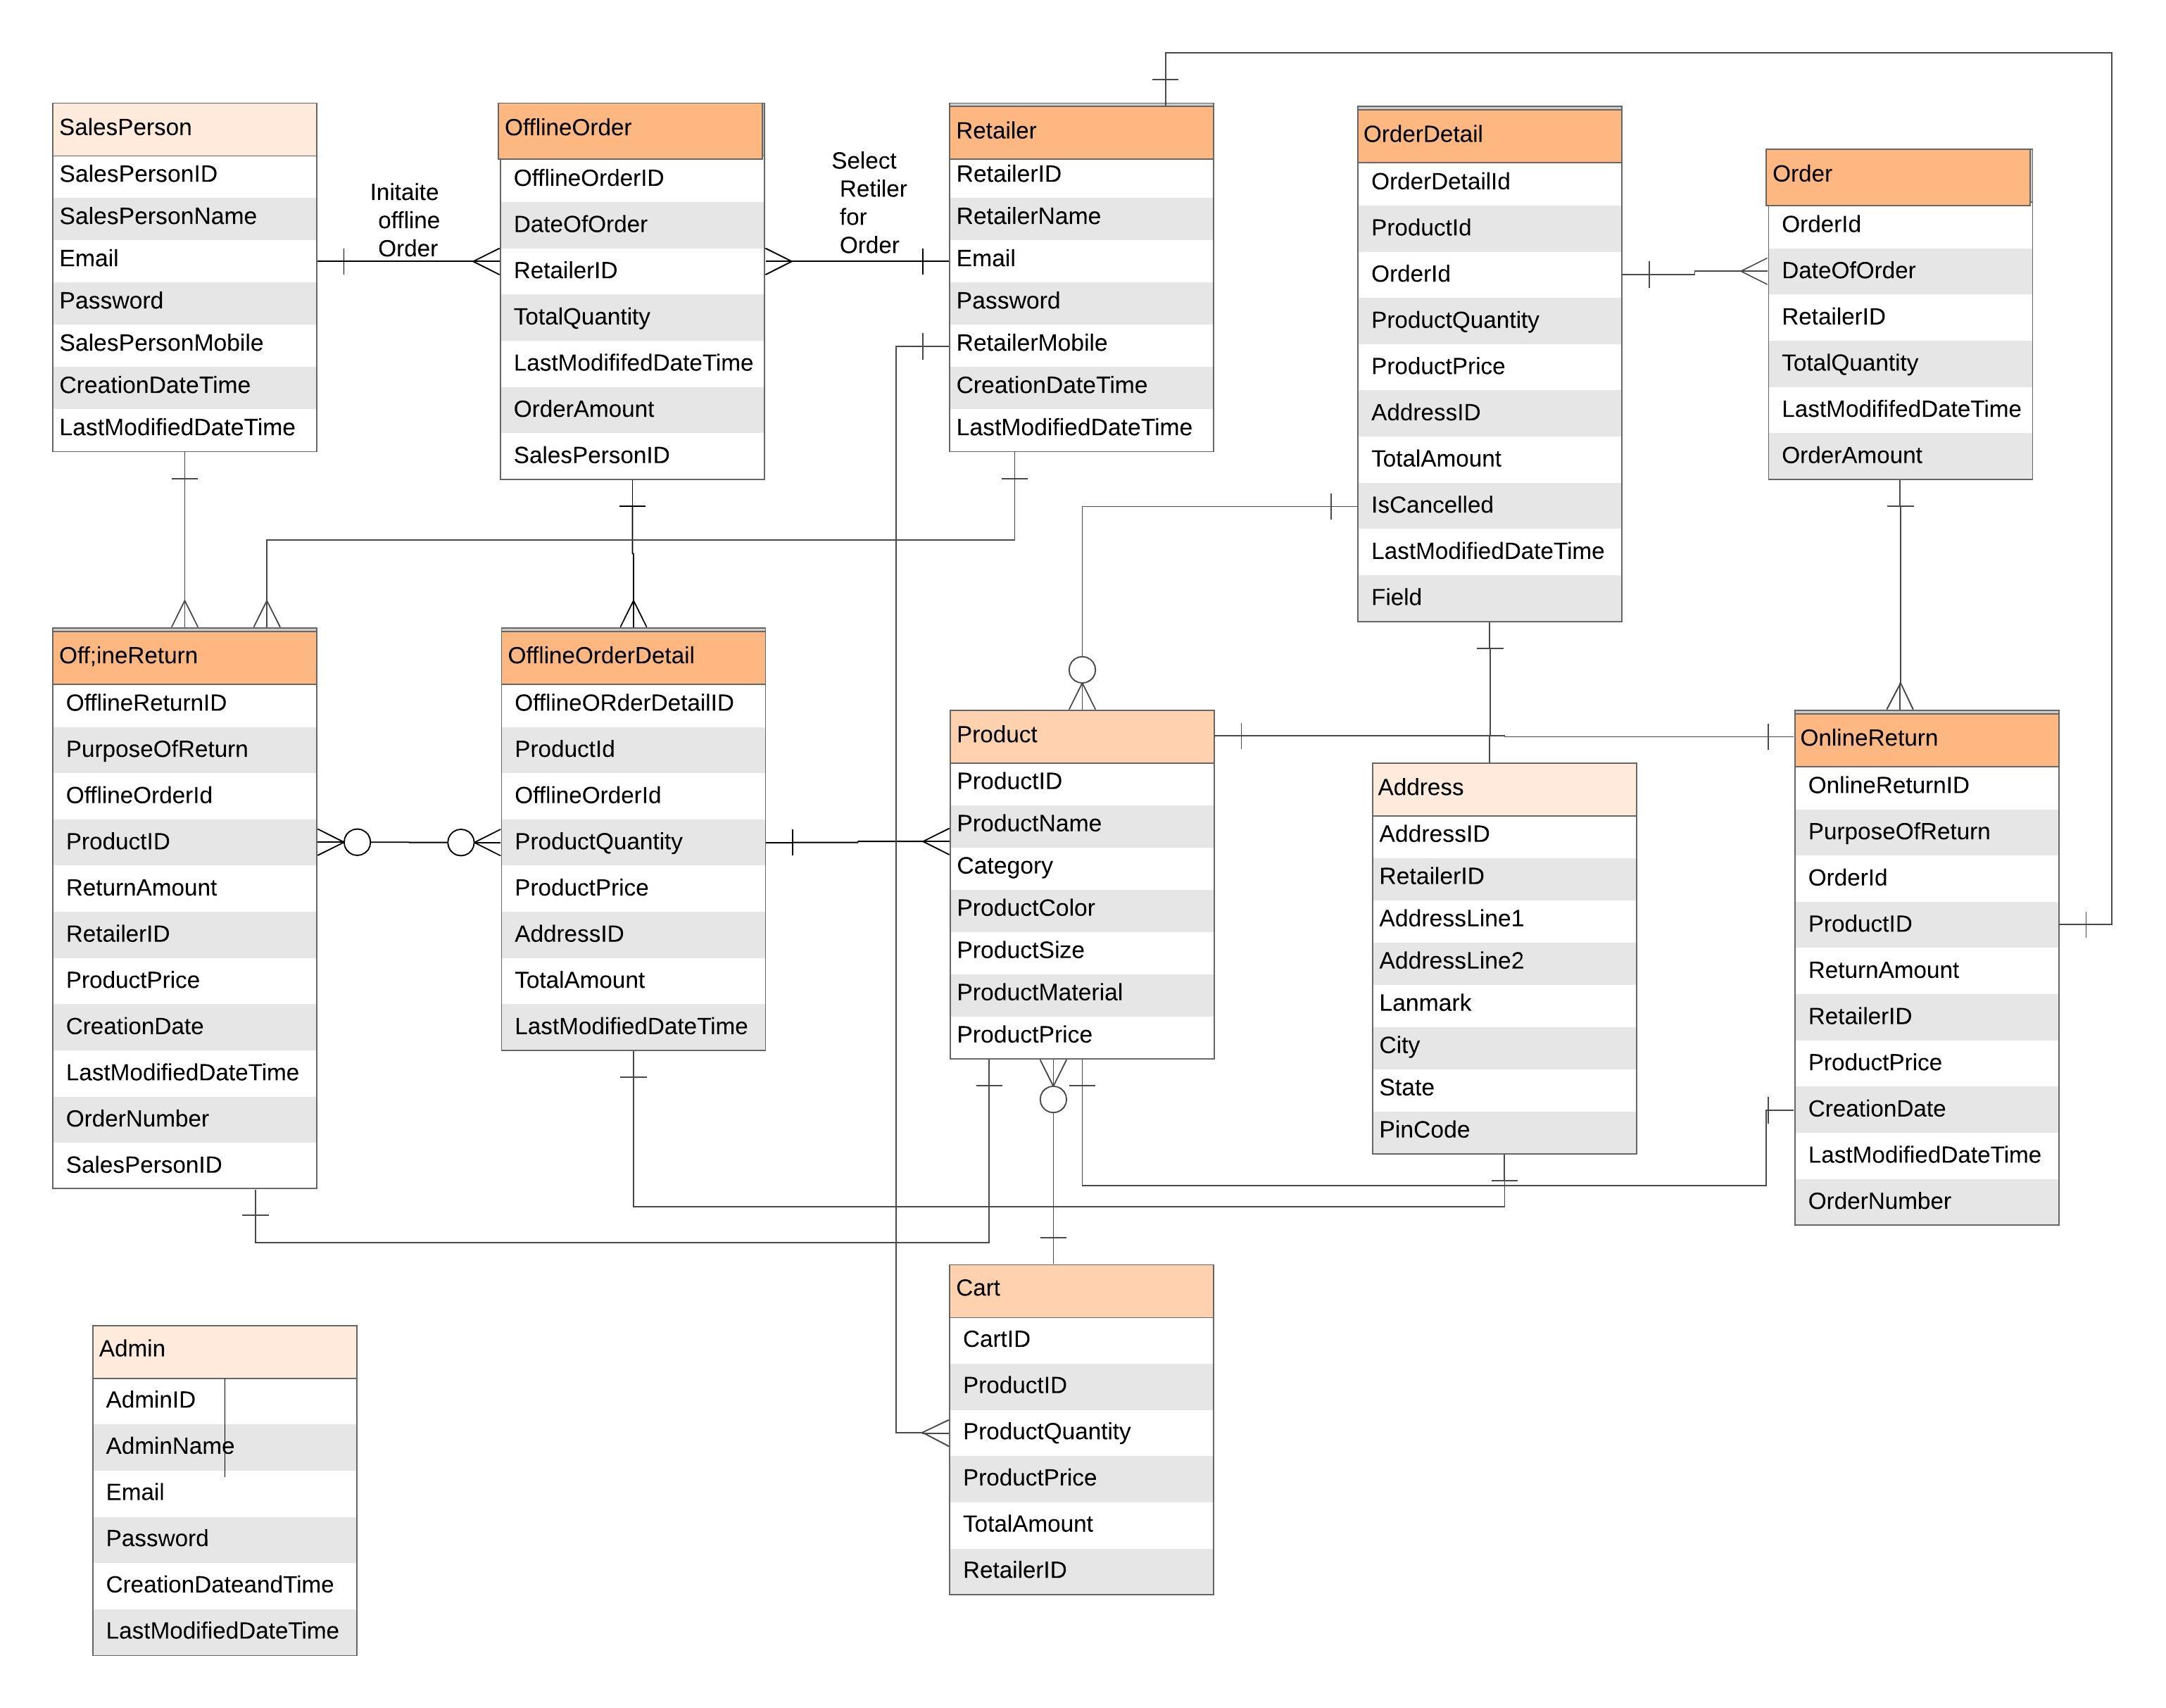 SalesPerson
SalesPersonID
SalesPersonName
Email
Password
SalesPersonMobile
CreationDateTime
LastModifiedDateTime
Initaite
offline
Order
OfflineOrder
OfflineOrderID
DateOfOrder
RetailerID
TotalQuantity
LastModififedDateTime
OrderAmount
SalesPersonID
Select
Retiler
for
Order
Retailer
RetailerID
RetailerName
Email
Password
RetailerMobile
CreationDateTime
LastModifiedDateTime
OrderDetail
OrderDetailId
ProductId
OrderId
ProductQuantity
ProductPrice
AddressID
TotalAmount
IsCancelled
LastModifiedDateTime
Field
Order
OrderId
DateOfOrder
RetailerID
TotalQuantity
LastModififedDateTime
OrderAmount
Off;ineReturn
OfflineReturnID
PurposeOfReturn
OfflineOrderId
ProductID
ReturnAmount
RetailerID
ProductPrice
CreationDate
LastModifiedDateTime
OrderNumber
SalesPersonID
OfflineOrderDetail
OfflineORderDetailID
ProductId
OfflineOrderId
ProductQuantity
ProductPrice
AddressID
TotalAmount
LastModifiedDateTime
Product
ProductID
ProductName
Category
ProductColor
ProductSize
ProductMaterial
ProductPrice
Address
AddressID
RetailerID
AddressLine1
AddressLine2
Lanmark
City
State
PinCode
OnlineReturn
OnlineReturnID
PurposeOfReturn
OrderId
ProductID
ReturnAmount
RetailerID
ProductPrice
CreationDate
LastModifiedDateTime
OrderNumber
Cart
CartID
ProductID
ProductQuantity
ProductPrice
TotalAmount
RetailerID
Admin
AdminID
AdminName
Email
Password
CreationDateandTime
LastModifiedDateTime